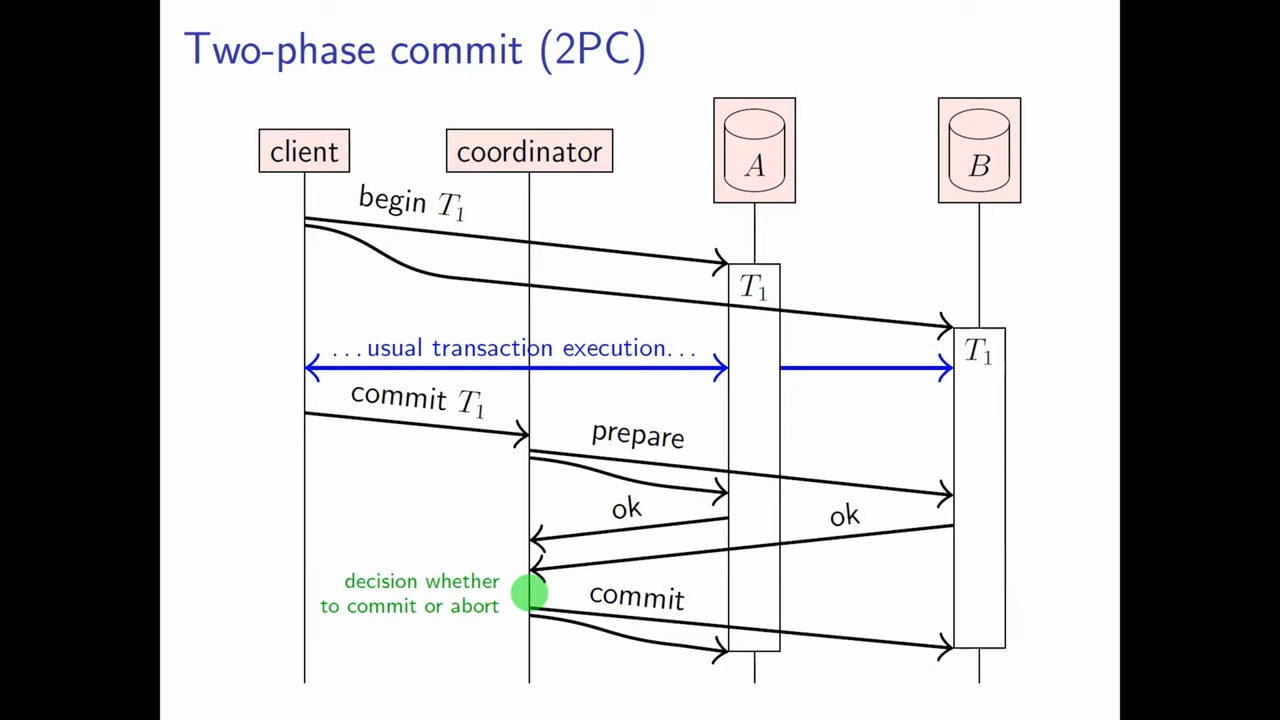 Two-phase commit (2PC)
client
coordinator
A
B
begin T₁
T₁
...usual transaction execution...
T₁
commit T₁
prepare
ok
ok
decision whether
to commit or abort
commit